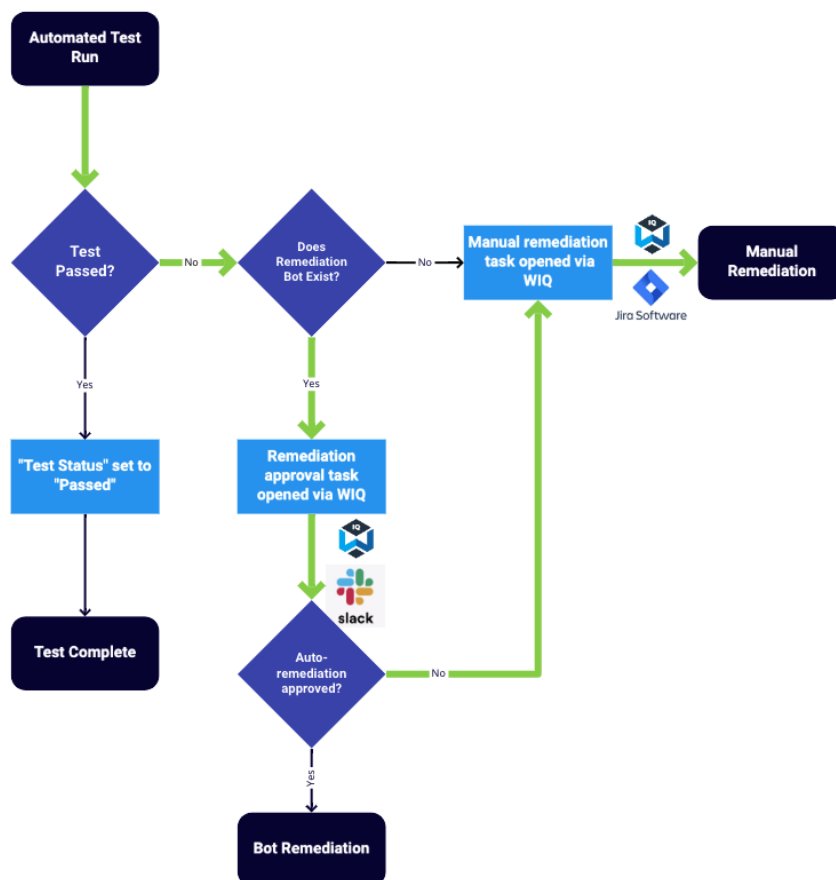 Automated Test
Run
Test
Passed?
No
Does
Remediation
Bot Exist?
No
Manual remediation
task opened via
WIQ
IQ
Jira Software
Manual
Remediation
Yes
Yes
"Test Status" set to
"Passed"
Remediation
approval task
opened via WIQ
IQ
slack
Test Complete
Auto-
remediation
approved?
No
Yes
Bot Remediation